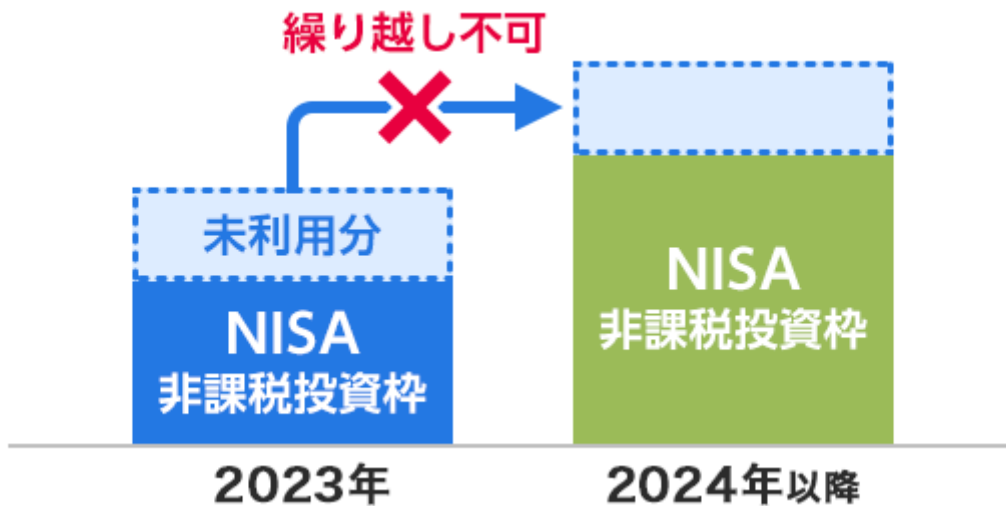 繰り越し不可
未利用分
NISA
非課税投資枠
NISA
非課税投資枠
2023年
2024年以降